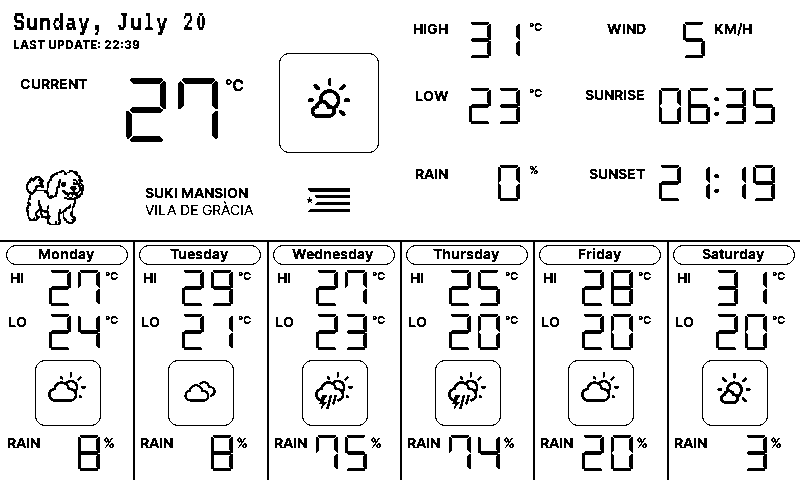 Sunday, July 20
LAST UPDATE: 22:39
CURRENT 27 °C
HIGH 31 °C
WIND 5 KM/H
LOW 23 °C
SUNRISE 06:35
RAIN 0 %
SUNSET 21:19
SUKI MANSION
VILA DE GRÀCIA
Monday
HI 27 °C
LO 24 °C
RAIN 8 %
Tuesday
HI 29 °C
LO 21 °C
RAIN 8 %
Wednesday
HI 27 °C
LO 23 °C
RAIN 75 %
Thursday
HI 25 °C
LO 20 °C
RAIN 74 %
Friday
HI 28 °C
LO 20 °C
RAIN 20 %
Saturday
HI 31 °C
LO 20 °C
RAIN 3 %